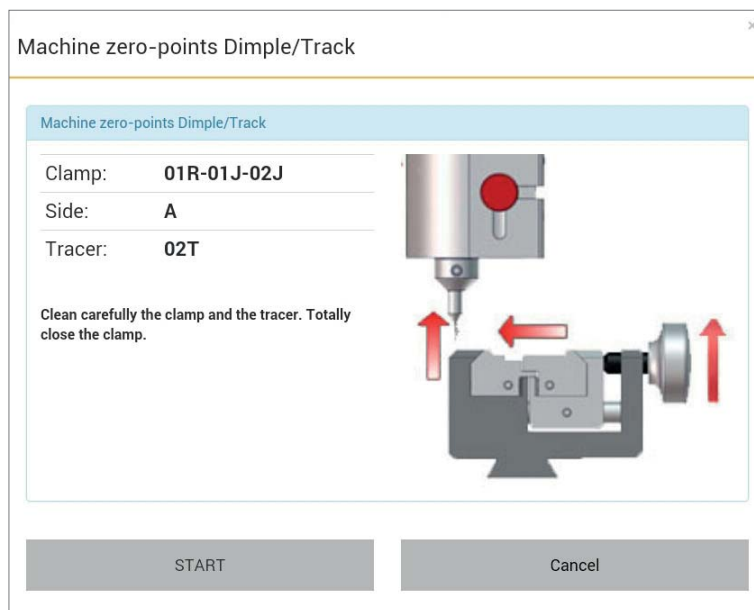 Machine zero-points Dimple/Track
Machine zero-points Dimple/Track
Clamp: 01R-01J-02J
Side: A
Tracer: 02T
Clean carefully the clamp and the tracer. Totally
close the clamp.
START
Cancel